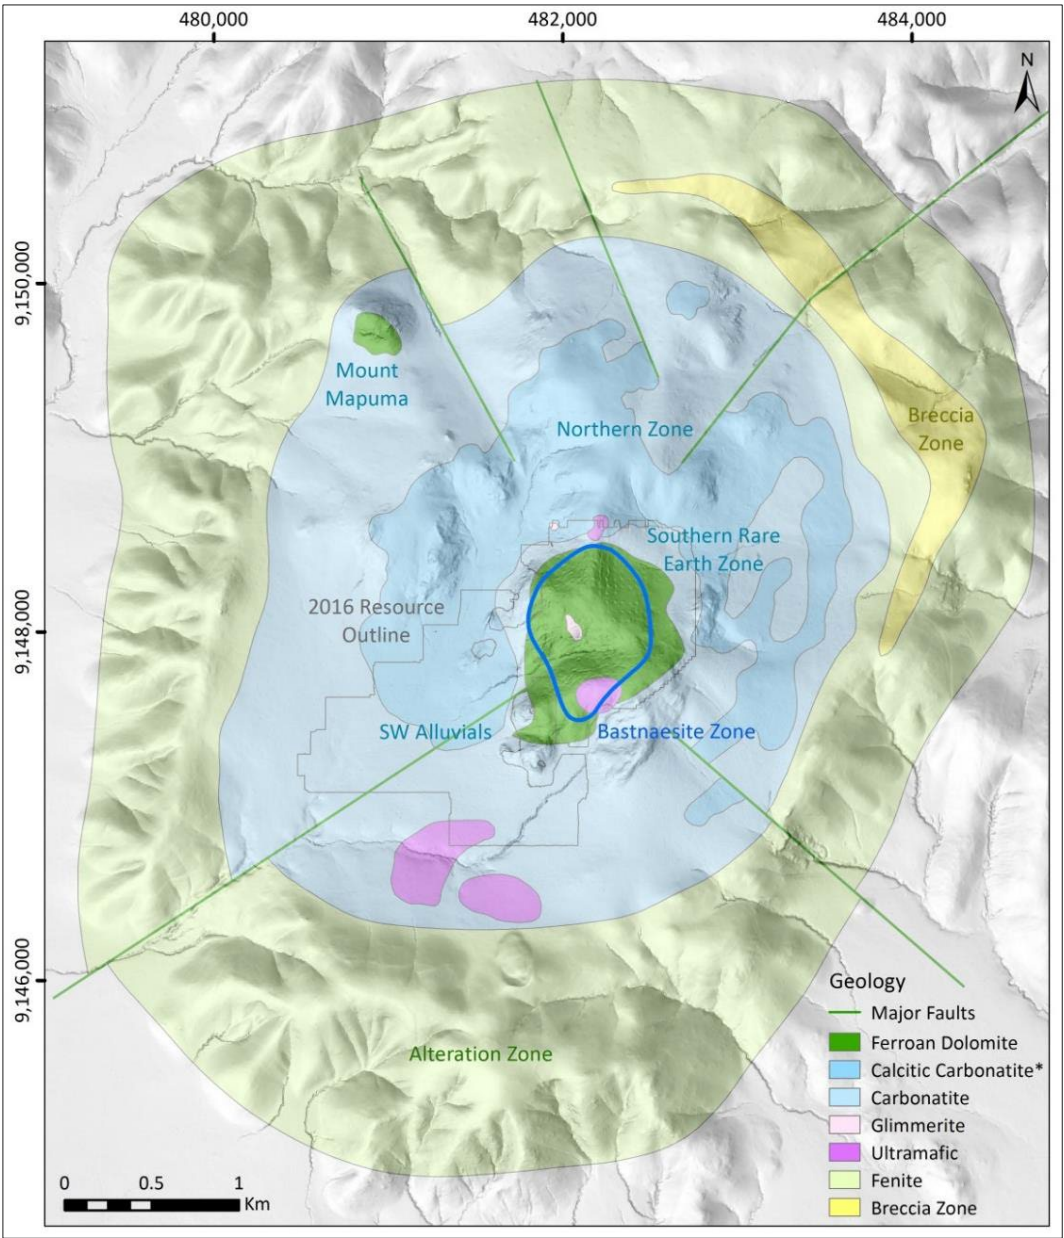 480,000
482,000
484,000
N
9,150,000
Mount
Mapuma
Northern Zone
Breccia
Zone
Southern Rare
Earth Zone
2016 Resource
Outline
9,148,000
SW Alluvials
Bastnaesite Zone
9,146,000
Alteration Zone
Geology
Major Faults
Ferroan Dolomite
Calcitic Carbonatite*
Carbonatite
Glimmerite
Ultramafic
Fenite
Breccia Zone
0 0.5 1
Km